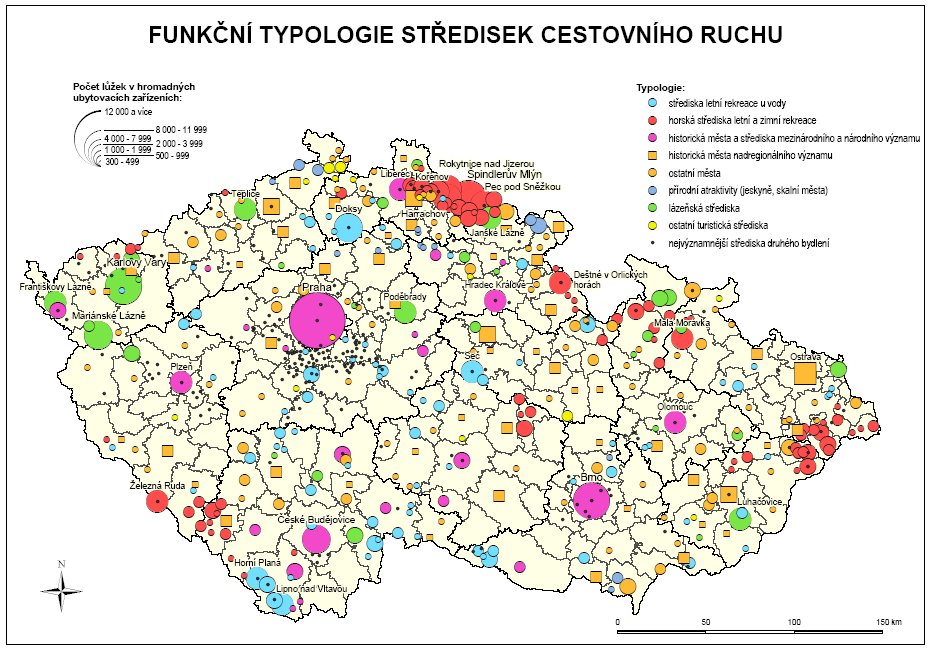 FUNKČNÍ TYPOLOGIE STŘEDISEK CESTOVNÍHO RUCHU
Počet lůžek v hromadných
ubytovacích zařízeních:
12 000 a více
8 000 - 11 999
4 000 - 7 999
2 000 - 3 999
1 000 - 1 999
500 - 999
300 - 499
Typologie:
střediska letní rekreace u vody
horská střediska letní a zimní rekreace
historická města a střediska mezinárodního a národního významu
historická města nadregionálního významu
ostatní města
přírodní atraktivity (jeskyně, skalní města)
lázeňská střediska
ostatní turistická střediska
nejvýznamnější střediska druhého bydlení
Rokytnice nad Jizerou
Liberec
Kořenov
Špindlerův Mlýn
Pec pod Sněžkou
Teplice
Doksy
Harrachov
Janské Lázně
Karlovy Vary
Františkovy Lázně
Praha
Poděbrady
Hradec Králové
Deštné v Orlických
horách
Mariánské Lázně
Malá Morávka
Plzeň
Seč
Ostrava
Olomouc
Železná Ruda
Brno
Luhačovice
České Budějovice
Horní Planá
Lipno nad Vltavou
N
0
50
100
150 km